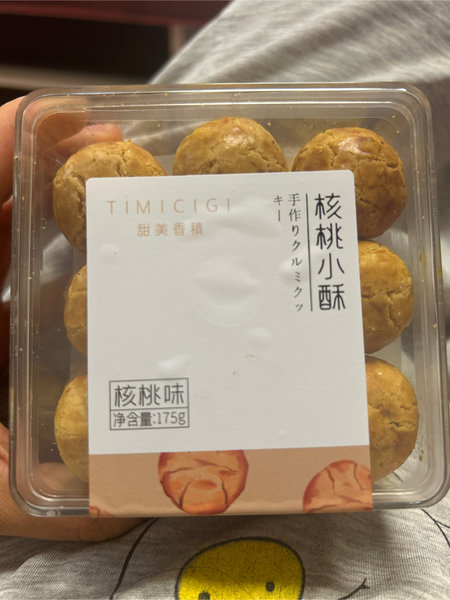 TIMICIGI
甜美香積
核桃小酥
手作りクルミクッ
キー
核桃味
净含量:175g